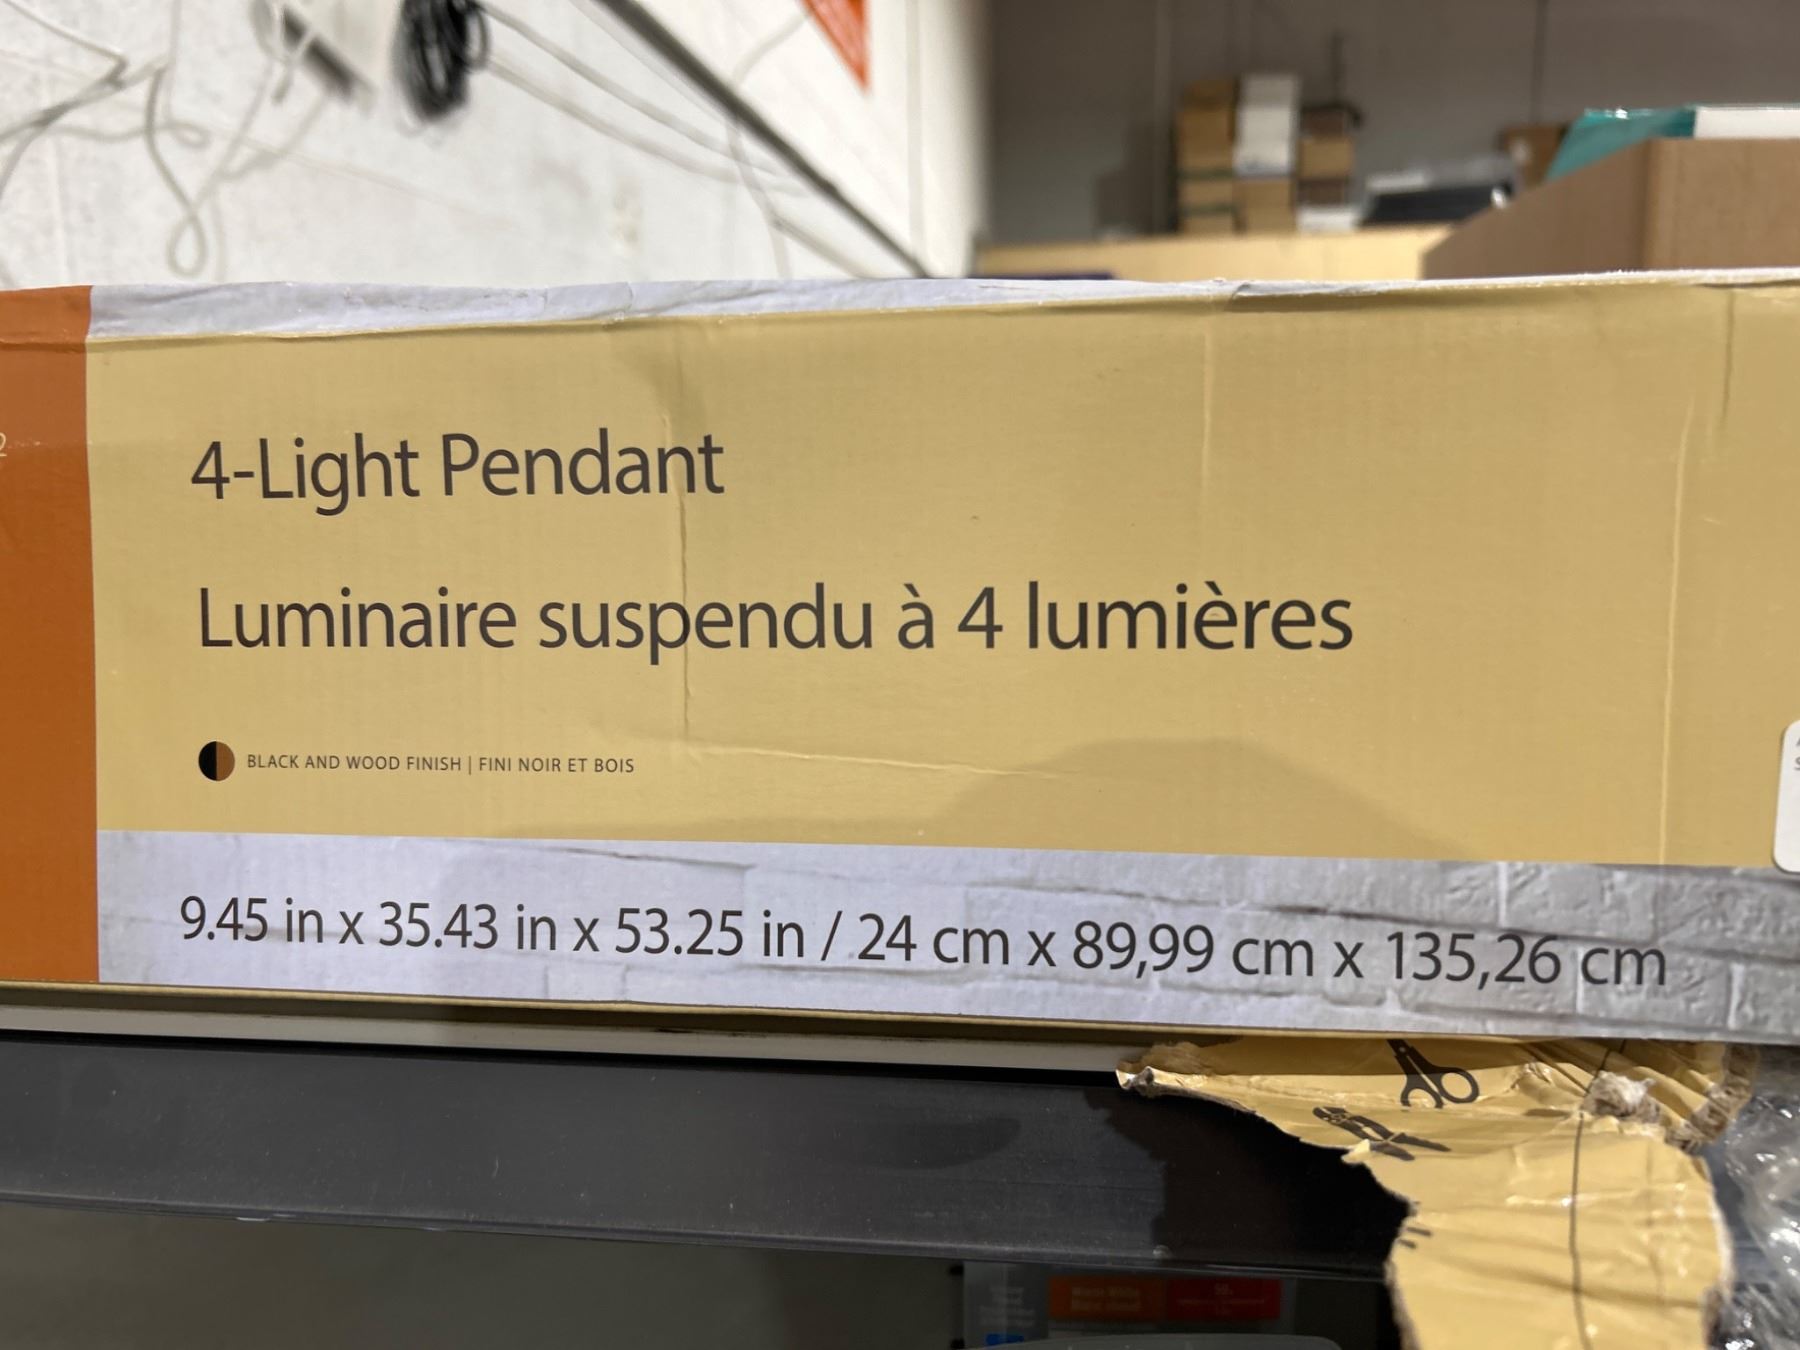 4-Light Pendant
Luminaire suspendu à 4 lumières
BLACK AND WOOD FINISH | FINI NOIR ET BOIS
9.45 in x 35.43 in x 53.25 in / 24 cm x 89,99 cm x 135,26 cm